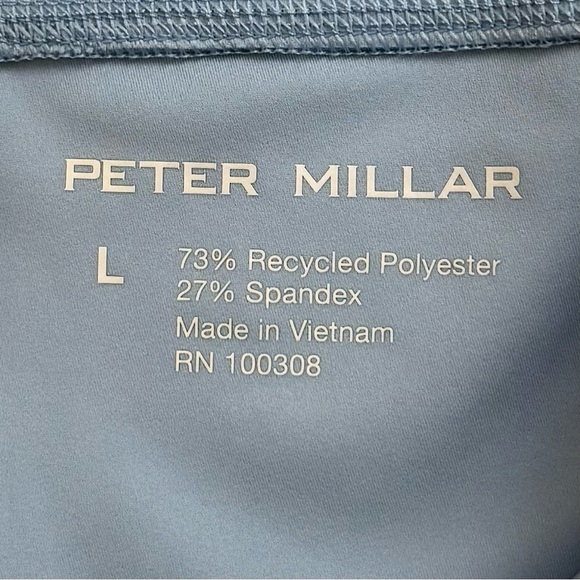 PETER MILLAR
L
73% Recycled Polyester
27% Spandex
Made in Vietnam
RN 100308